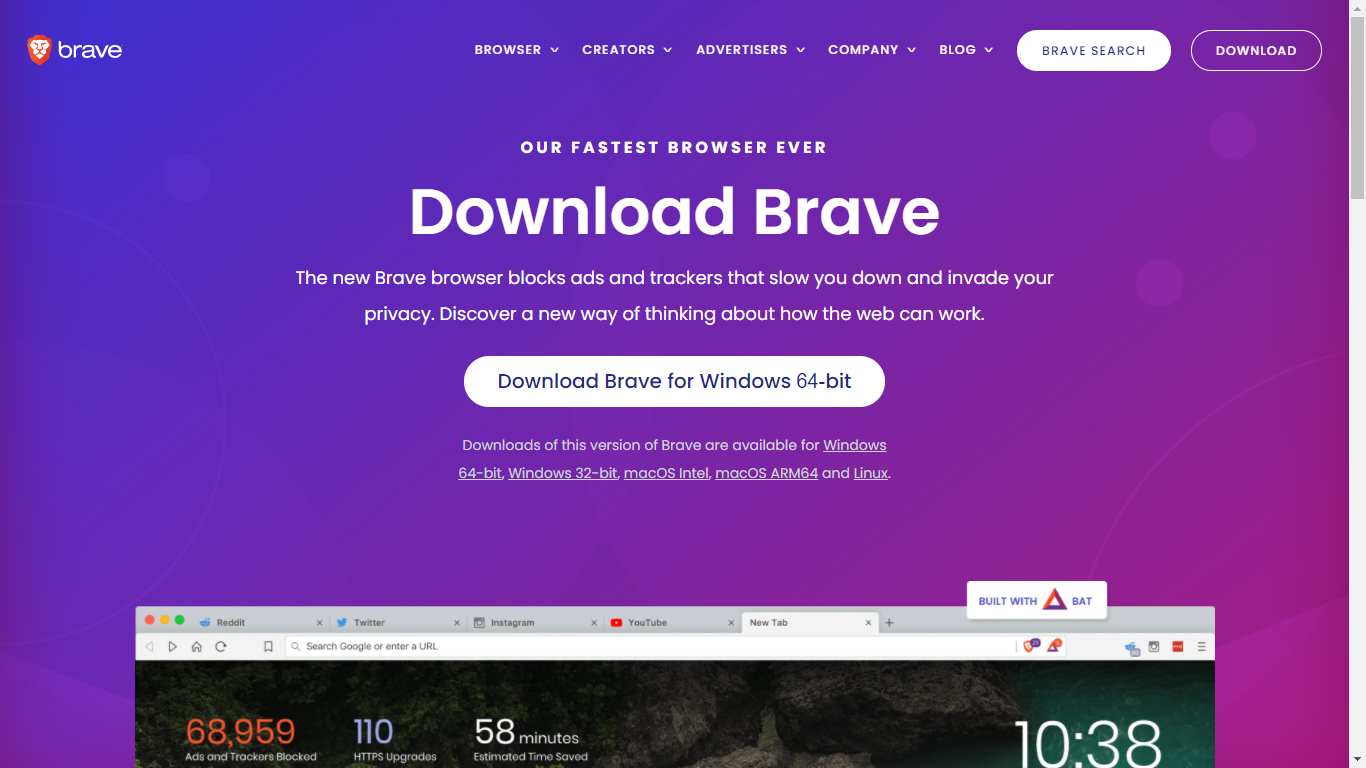 brave
BROWSER
CREATORS
ADVERTISERS
COMPANY
BLOG
BRAVE SEARCH
DOWNLOAD
OUR FASTEST BROWSER EVER
Download Brave
The new Brave browser blocks ads and trackers that slow you down and invade your
privacy. Discover a new way of thinking about how the web can work.
Download Brave for Windows 64-bit
Downloads of this version of Brave are available for Windows
64-bit, Windows 32-bit, macOS Intel, macOS ARM64 and Linux.
BUILT WITH BAT
Reddit
Twitter
Instagram
YouTube
New Tab
Search Google or enter a URL
68,959
Ads and Trackers Blocked
110
HTTPS Upgrades
58 minutes
Estimated Time Saved
10:38